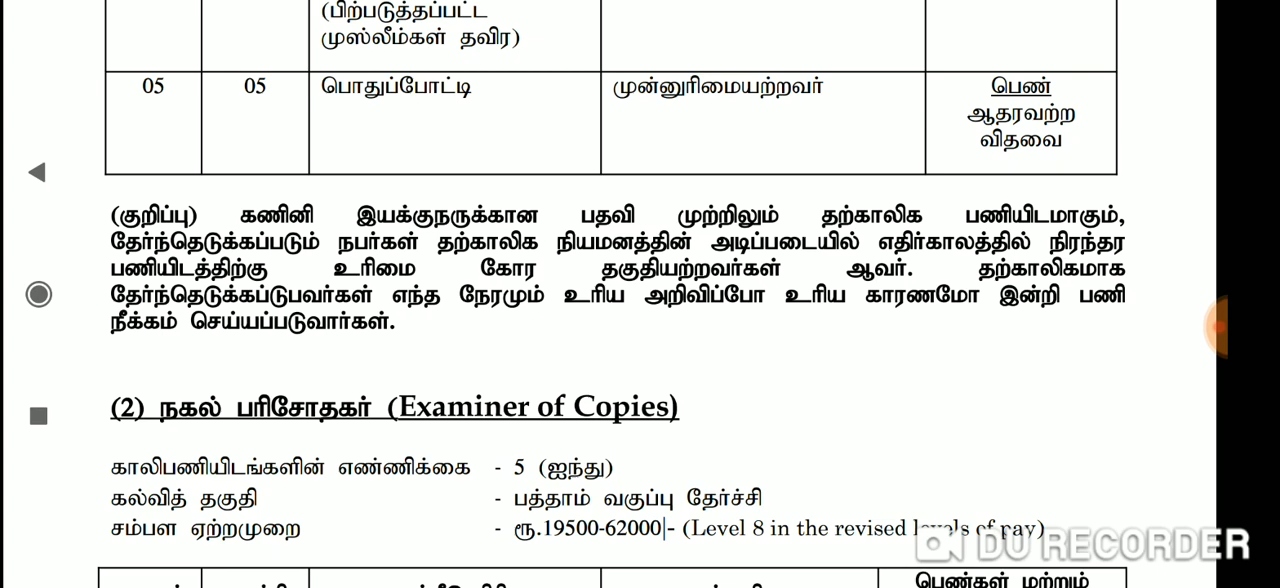 (பிற்படுத்தப்பட்ட
முஸ்லீம்கள் தவிர)
05 05 பொதுப்போட்டி முன்னுரிமையற்றவர் பெண்
ஆதரவற்ற
விதவை
(குறிப்பு) கணினி இயக்குநருக்கான பதவி முற்றிலும் தற்காலிக பணியிடமாகும்,
தேர்ந்தெடுக்கப்படும் நபர்கள் தற்காலிக நியமனத்தின் அடிப்படையில் எதிர்காலத்தில் நிரந்தர
பணியிடத்திற்கு உரிமை கோர தகுதியற்றவர்கள் ஆவர். தற்காலிகமாக
தேர்ந்தெடுக்கப்டுபவர்கள் எந்த நேரமும் உரிய அறிவிப்போ உரிய காரணமோ இன்றி பணி
நீக்கம் செய்யப்படுவார்கள்.
(2) நகல் பரிசோதகர் (Examiner of Copies)
காலிபணியிடங்களின் எண்ணிக்கை - 5 (ஐந்து)
கல்வித் தகுதி - பத்தாம் வகுப்பு தேர்ச்சி
சம்பள ஏற்றமுறை - ரூ.19500-62000|- (Level 8 in the revised levels of pay)
DU RECORDER
பெண்கள் மற்றும்